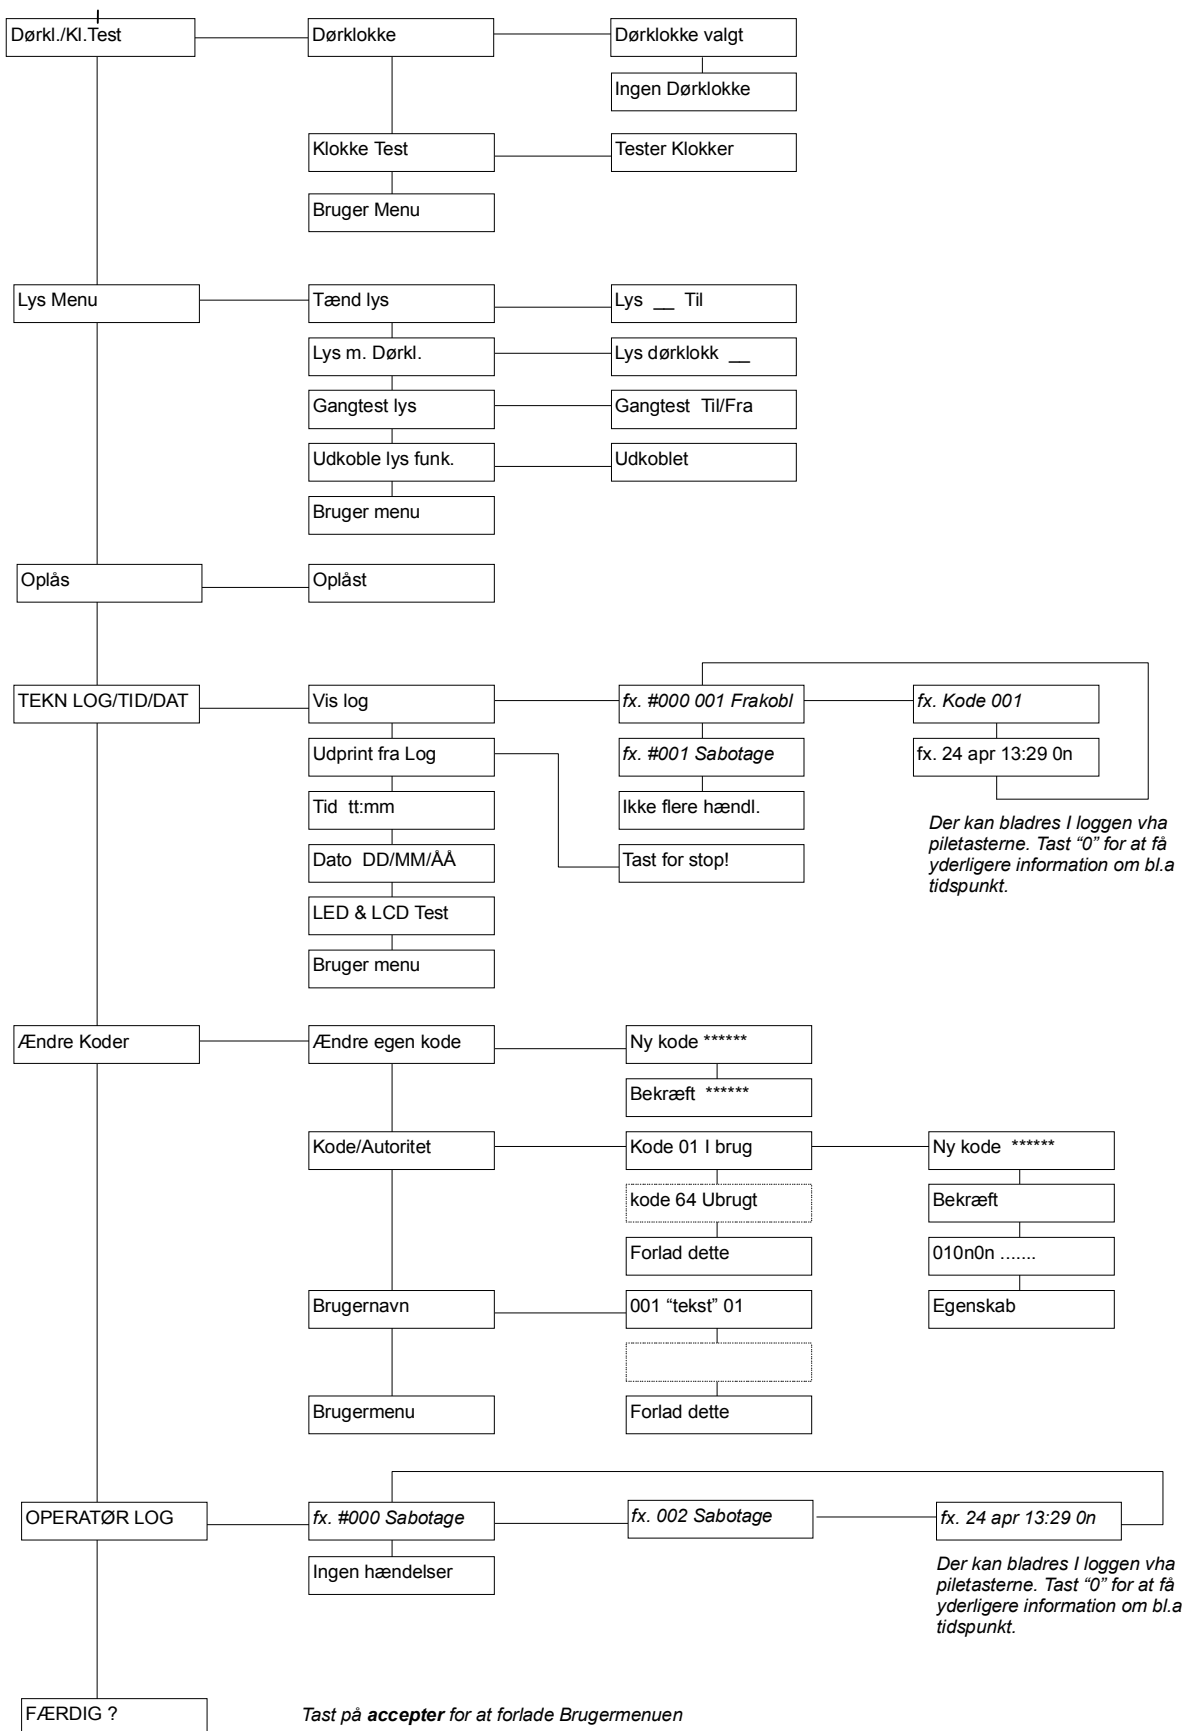 Dørkl./Kl.Test
Dørklokke
Dørklokke valgt
Ingen Dørklokke
Klokke Test
Tester Klokker
Bruger Menu
Lys Menu
Tænd lys
Lys __ Til
Lys m. Dørkl.
Lys dørklokk __
Gangtest lys
Gangtest Til/Fra
Udkoble lys funk.
Udkoblet
Bruger menu
Oplås
Oplåst
TEKN LOG/TID/DAT
Vis log
fx. #000 001 Frakobl
fx. Kode 001
Udprint fra Log
fx. #001 Sabotage
fx. 24 apr 13:29 0n
Tid tt:mm
Ikke flere hændl.
Der kan bladres I loggen vha
piletasterne. Tast “0” for at få
yderligere information om bl.a
tidspunkt.
Dato DD/MM/ÅÅ
Tast for stop!
LED & LCD Test
Bruger menu
Ændre Koder
Ændre egen kode
Ny kode ******
Bekræft ******
Kode/Autoritet
Kode 01 I brug
Ny kode ******
kode 64 Ubrugt
Bekræft
Forlad dette
010n0n .......
Brugernavn
001 “tekst” 01
Egenskab
Brugermenu
Forlad dette
OPERATØR LOG
fx. #000 Sabotage
fx. 002 Sabotage
fx. 24 apr 13:29 0n
Ingen hændelser
Der kan bladres I loggen vha
piletasterne. Tast “0” for at få
yderligere information om bl.a
tidspunkt.
FÆRDIG ?
Tast på accepter for at forlade Brugermenuen